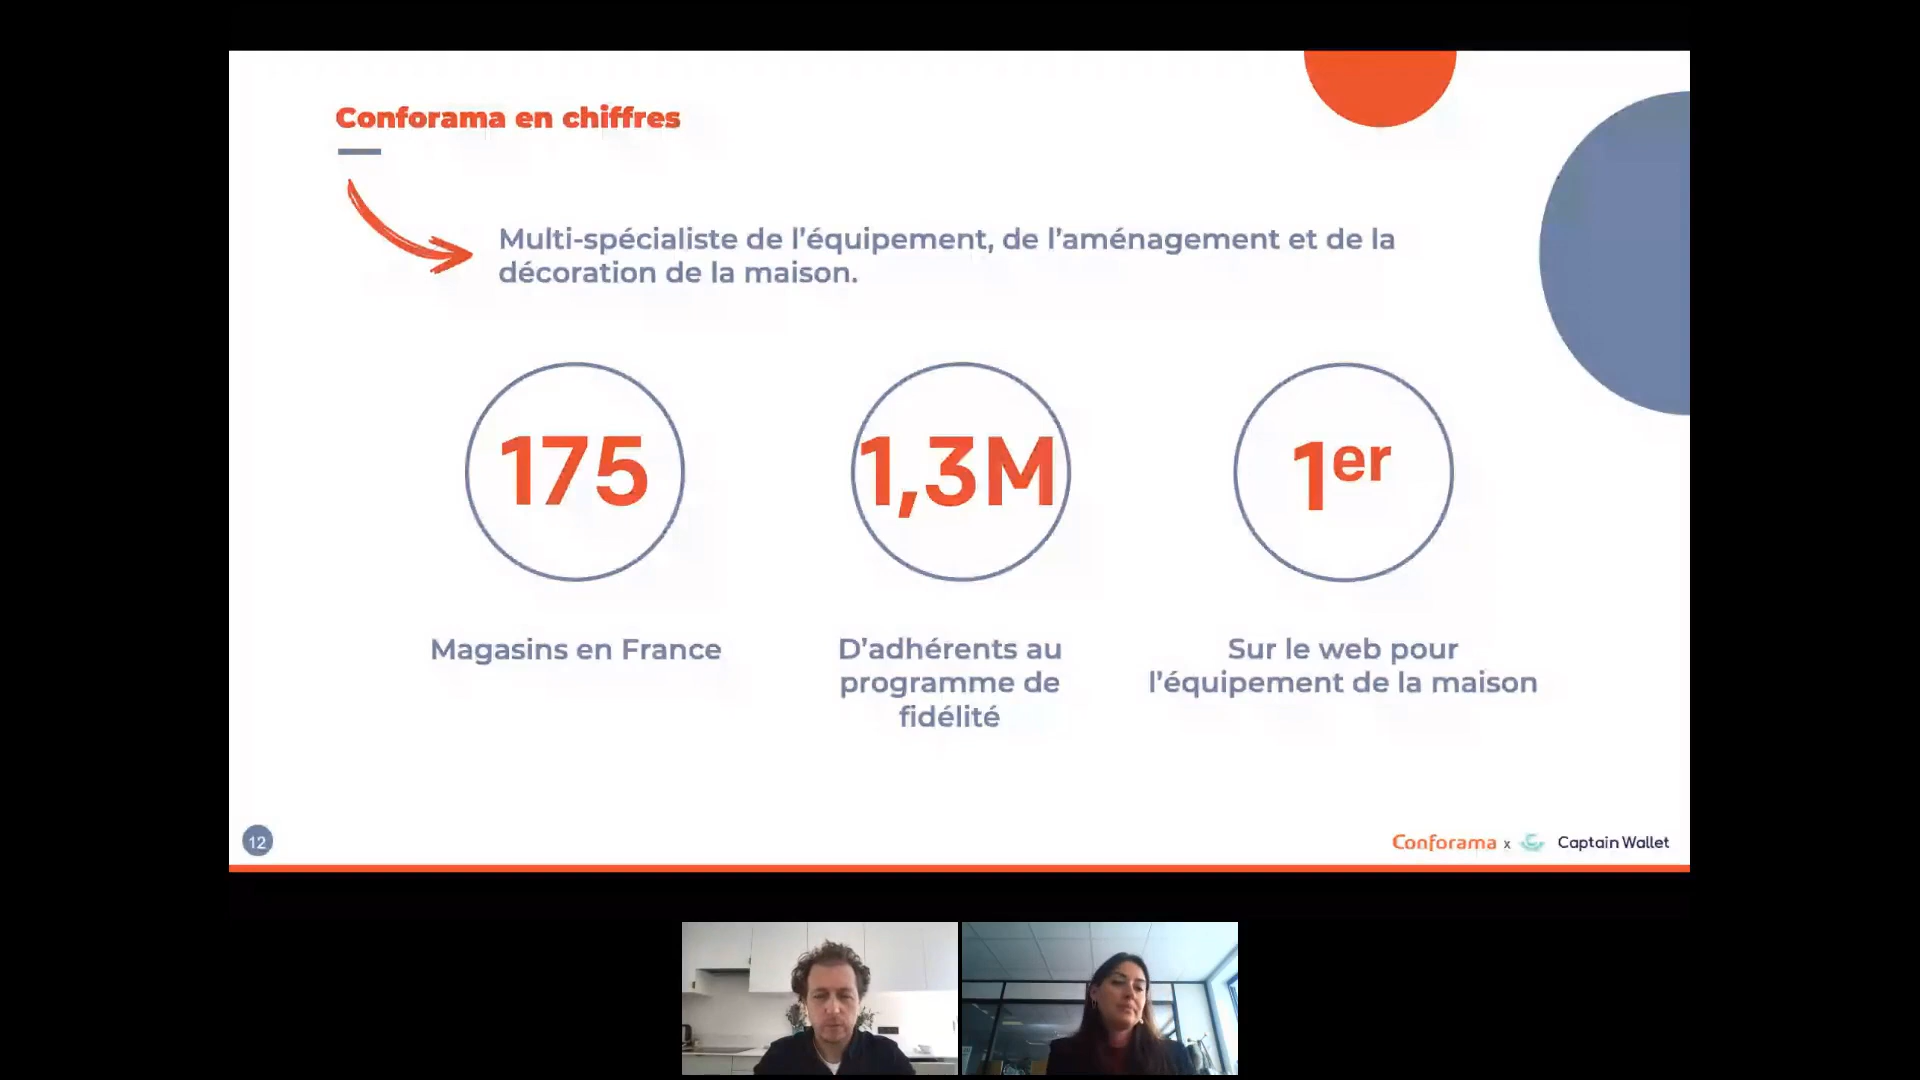 Conforama en chiffres
Multi-spécialiste de l’équipement, de l’aménagement et de la
décoration de la maison.
175
1,3M
1er
Magasins en France
D’adhérents au
programme de
fidélité
Sur le web pour
l’équipement de la maison
12
Conforama x Captain Wallet